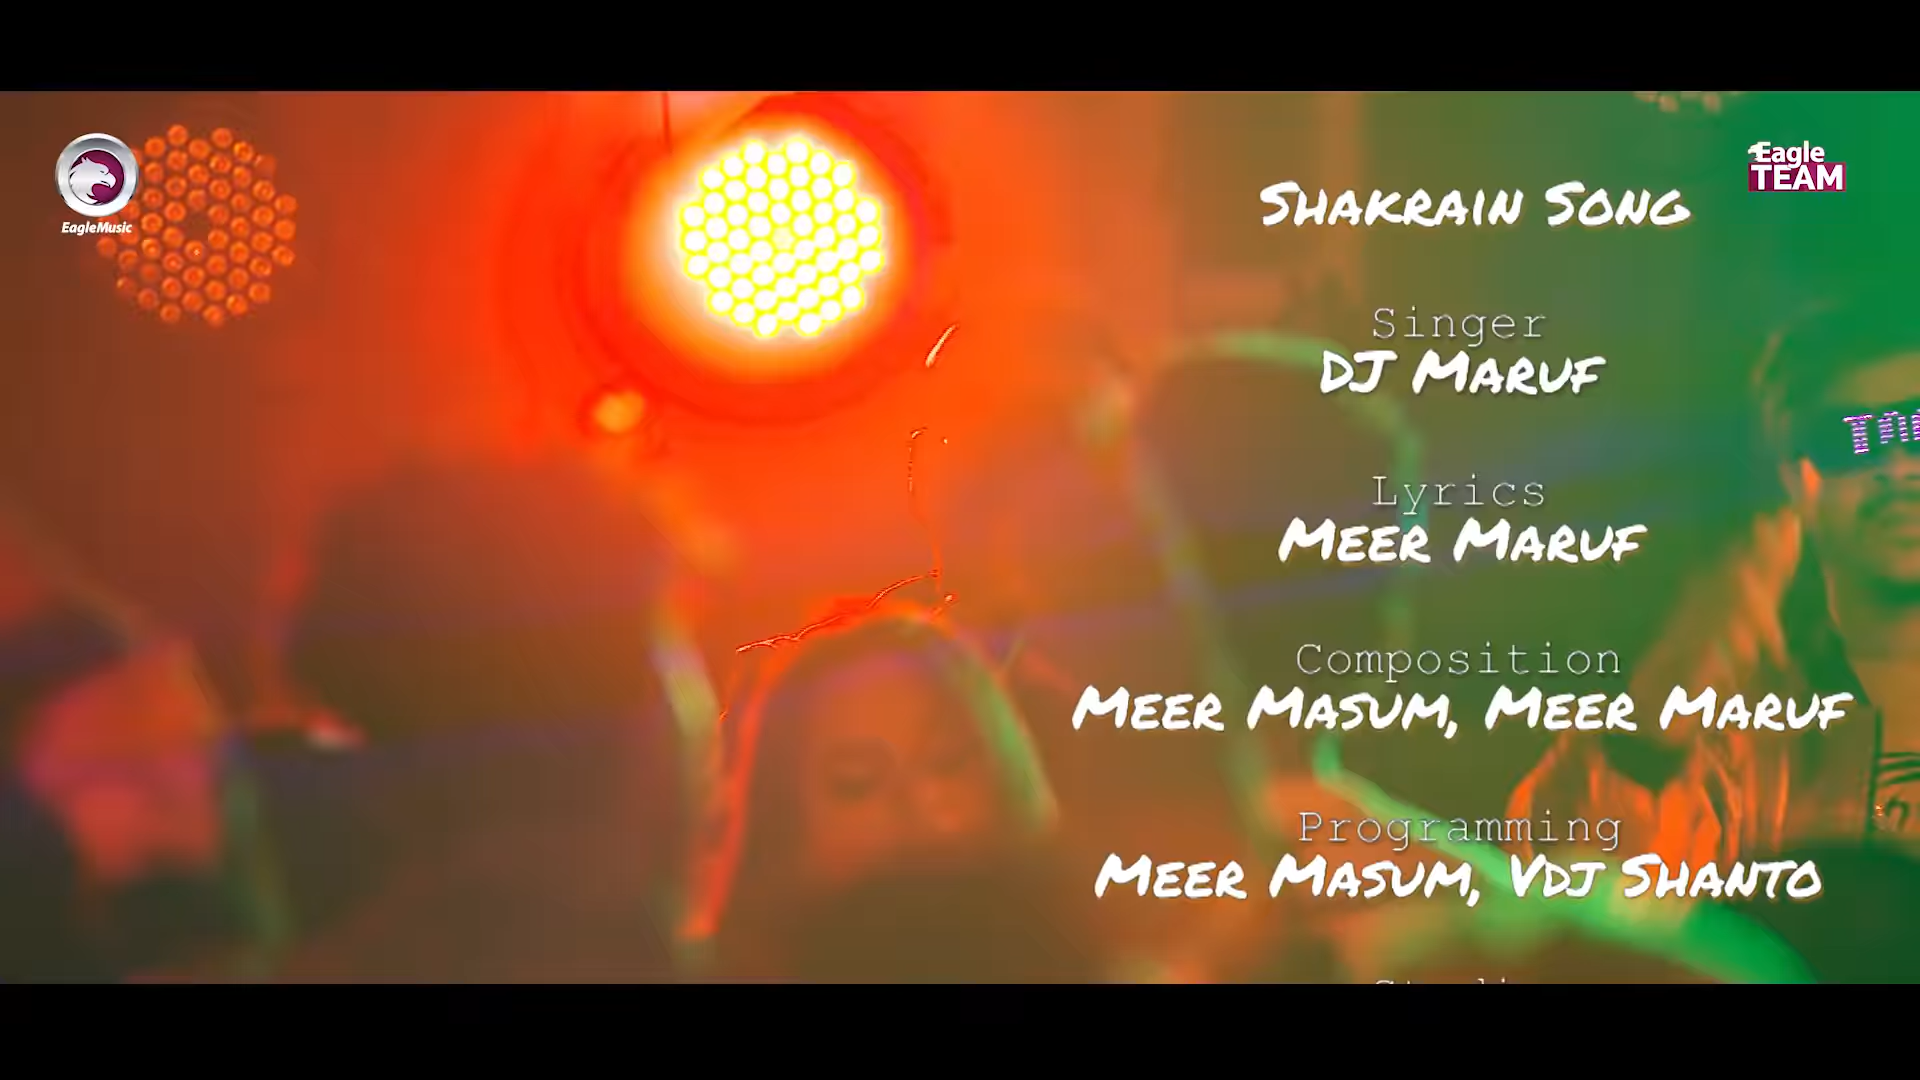 EagleMusic
Eagle
TEAM
Shakrain Song
Singer
DJ Maruf
Lyrics
Meer Maruf
Composition
Meer Masum, Meer Maruf
Programming
Meer Masum, Vdj Shanto